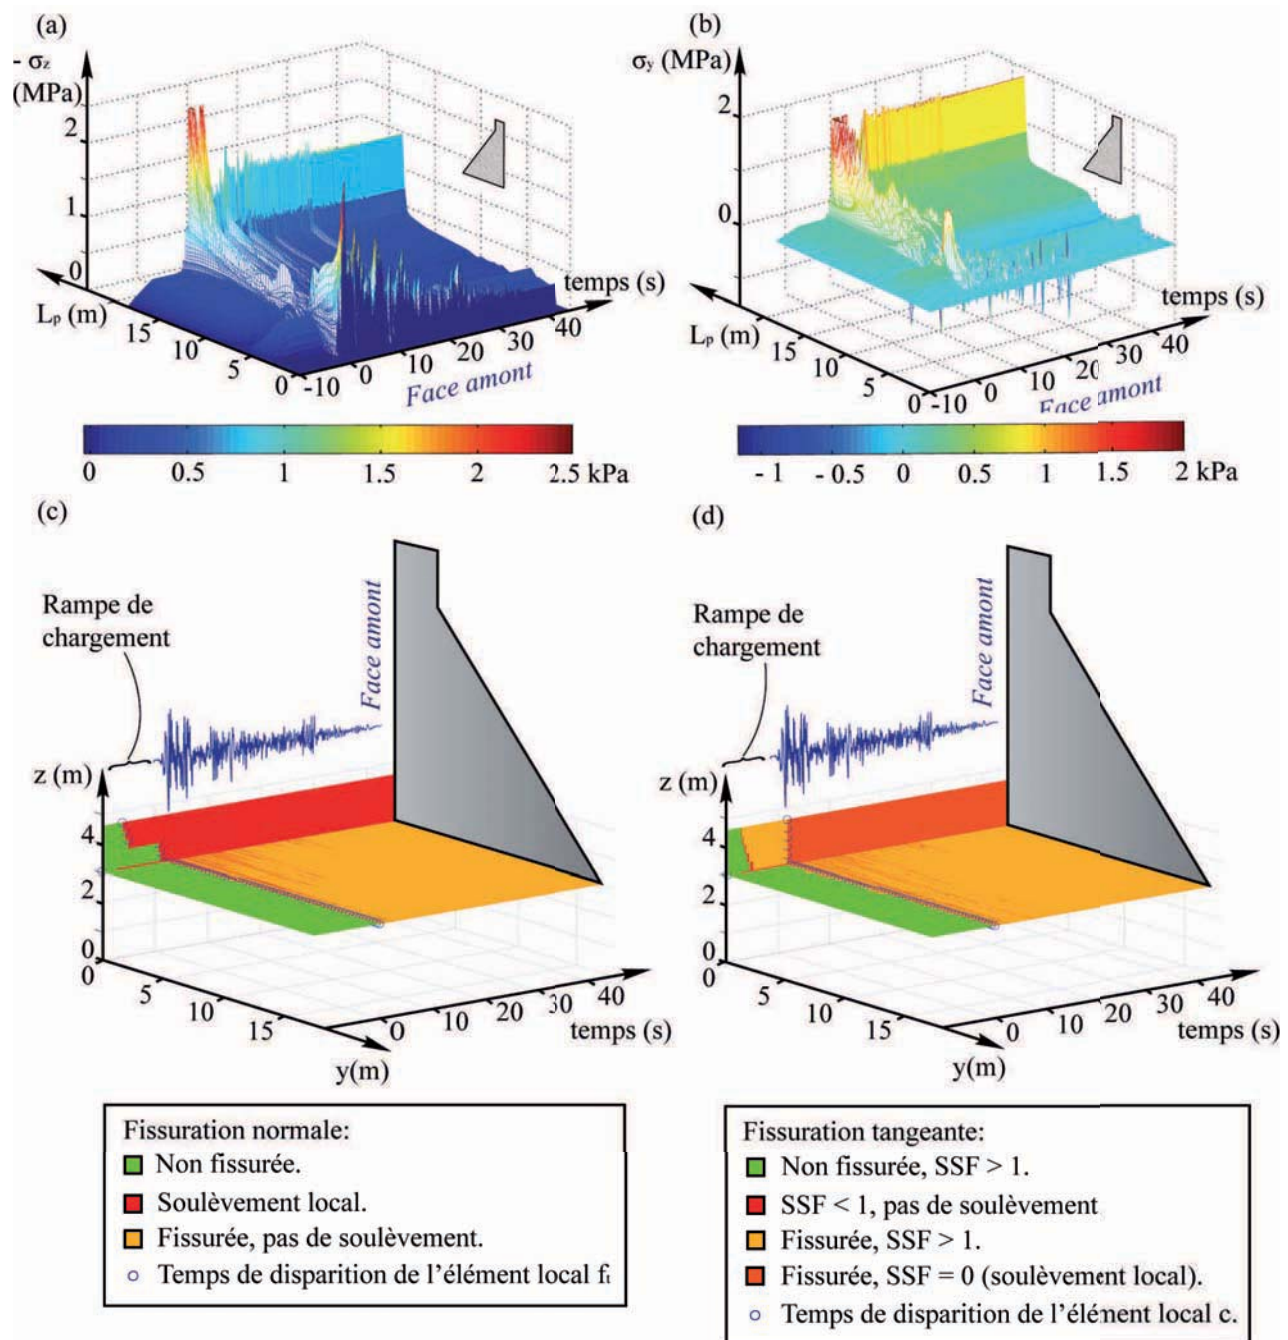 (a)
- σz
(MPa)
2
1
0
Lp (m)
15
10
5
0
-10
0
10
20
30
40
temps (s)
Face amont
0
0.5
1
1.5
2
2.5 kPa
(b)
σy (MPa)
2
0
Lp (m)
15
10
5
0
-10
0
10
20
30
40
temps (s)
Face amont
- 1
- 0.5
0
0.5
1
1.5
2 kPa
(c)
Rampe de
chargement
Face amont
z (m)
4
2
0
0
5
10
15
y(m)
0
10
20
30
40
temps (s)
Fissuration normale:
Non fissurée.
Soulèvement local.
Fissurée, pas de soulèvement.
Temps de disparition de l'élément local ft
(d)
Rampe de
chargement
Face amont
z (m)
4
2
0
0
5
10
15
y(m)
0
10
20
30
40
temps (s)
Fissuration tangeante:
Non fissurée, SSF > 1.
SSF < 1, pas de soulèvement
Fissurée, SSF > 1.
Fissurée, SSF = 0 (soulèvement local).
Temps de disparition de l'élément local c.